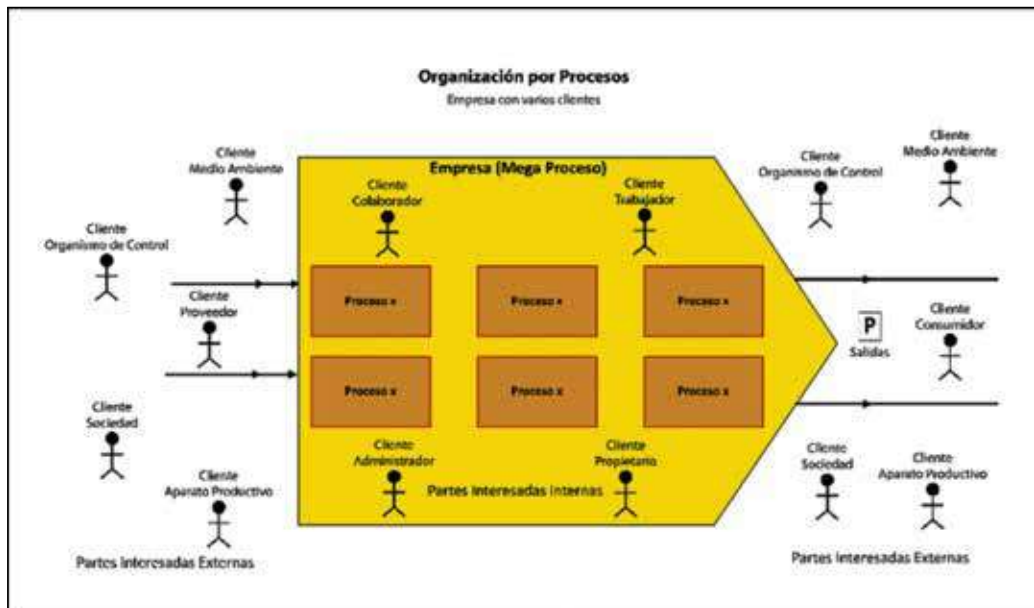 Organización por Procesos
Empresa con varios clientes
Cliente
Medio Ambiente
Cliente
Organismo de Control
Cliente
Proveedor
Cliente
Sociedad
Cliente
Aparato Productivo
Partes Interesadas Externas
Empresa (Mega Proceso)
Cliente
Colaborador
Cliente
Trabajador
Proceso x
Proceso x
Proceso x
Proceso x
Proceso x
Proceso x
Cliente
Administrador
Cliente
Propietario
Partes Interesadas Internas
Cliente
Organismo de Control
Cliente
Medio Ambiente
P
Salidas
Cliente
Consumidor
Cliente
Sociedad
Cliente
Aparato Productivo
Partes Interesadas Externas